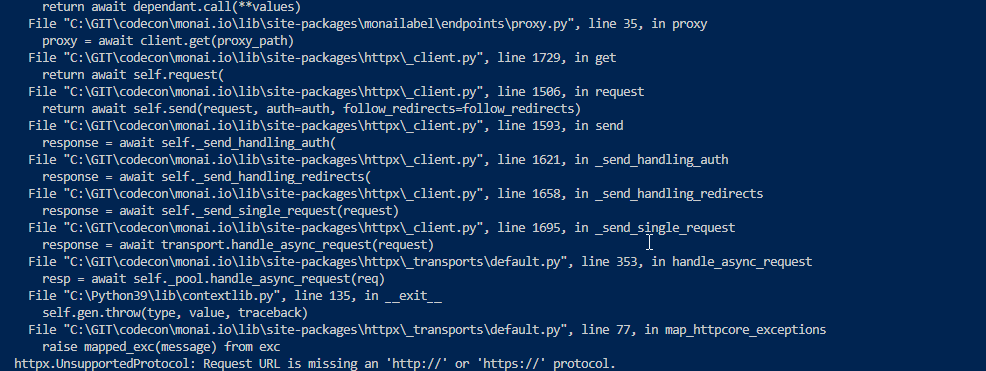 return await dependant.call(**values)
File "C:\GIT\codecon\monai.io\lib\site-packages\monailabel\endpoints\proxy.py", line 35, in proxy
proxy = await client.get(proxy_path)
File "C:\GIT\codecon\monai.io\lib\site-packages\httpx\_client.py", line 1729, in get
return await self.request(
File "C:\GIT\codecon\monai.io\lib\site-packages\httpx\_client.py", line 1506, in request
return await self.send(request, auth=auth, follow_redirects=follow_redirects)
File "C:\GIT\codecon\monai.io\lib\site-packages\httpx\_client.py", line 1593, in send
response = await self._send_handling_auth(
File "C:\GIT\codecon\monai.io\lib\site-packages\httpx\_client.py", line 1621, in _send_handling_auth
response = await self._send_handling_redirects(
File "C:\GIT\codecon\monai.io\lib\site-packages\httpx\_client.py", line 1658, in _send_handling_redirects
response = await self._send_single_request(request)
File "C:\GIT\codecon\monai.io\lib\site-packages\httpx\_client.py", line 1695, in _send_single_request
response = await transport.handle_async_request(request)
File "C:\GIT\codecon\monai.io\lib\site-packages\httpx\_transports\default.py", line 353, in handle_async_request
resp = await self._pool.handle_async_request(req)
File "C:\Python39\lib\contextlib.py", line 135, in __exit__
self.gen.throw(type, value, traceback)
File "C:\GIT\codecon\monai.io\lib\site-packages\httpx\_transports\default.py", line 77, in map_httpcore_exceptions
raise mapped_exc(message) from exc
httpx.UnsupportedProtocol: Request URL is missing an 'http://' or 'https://' protocol.